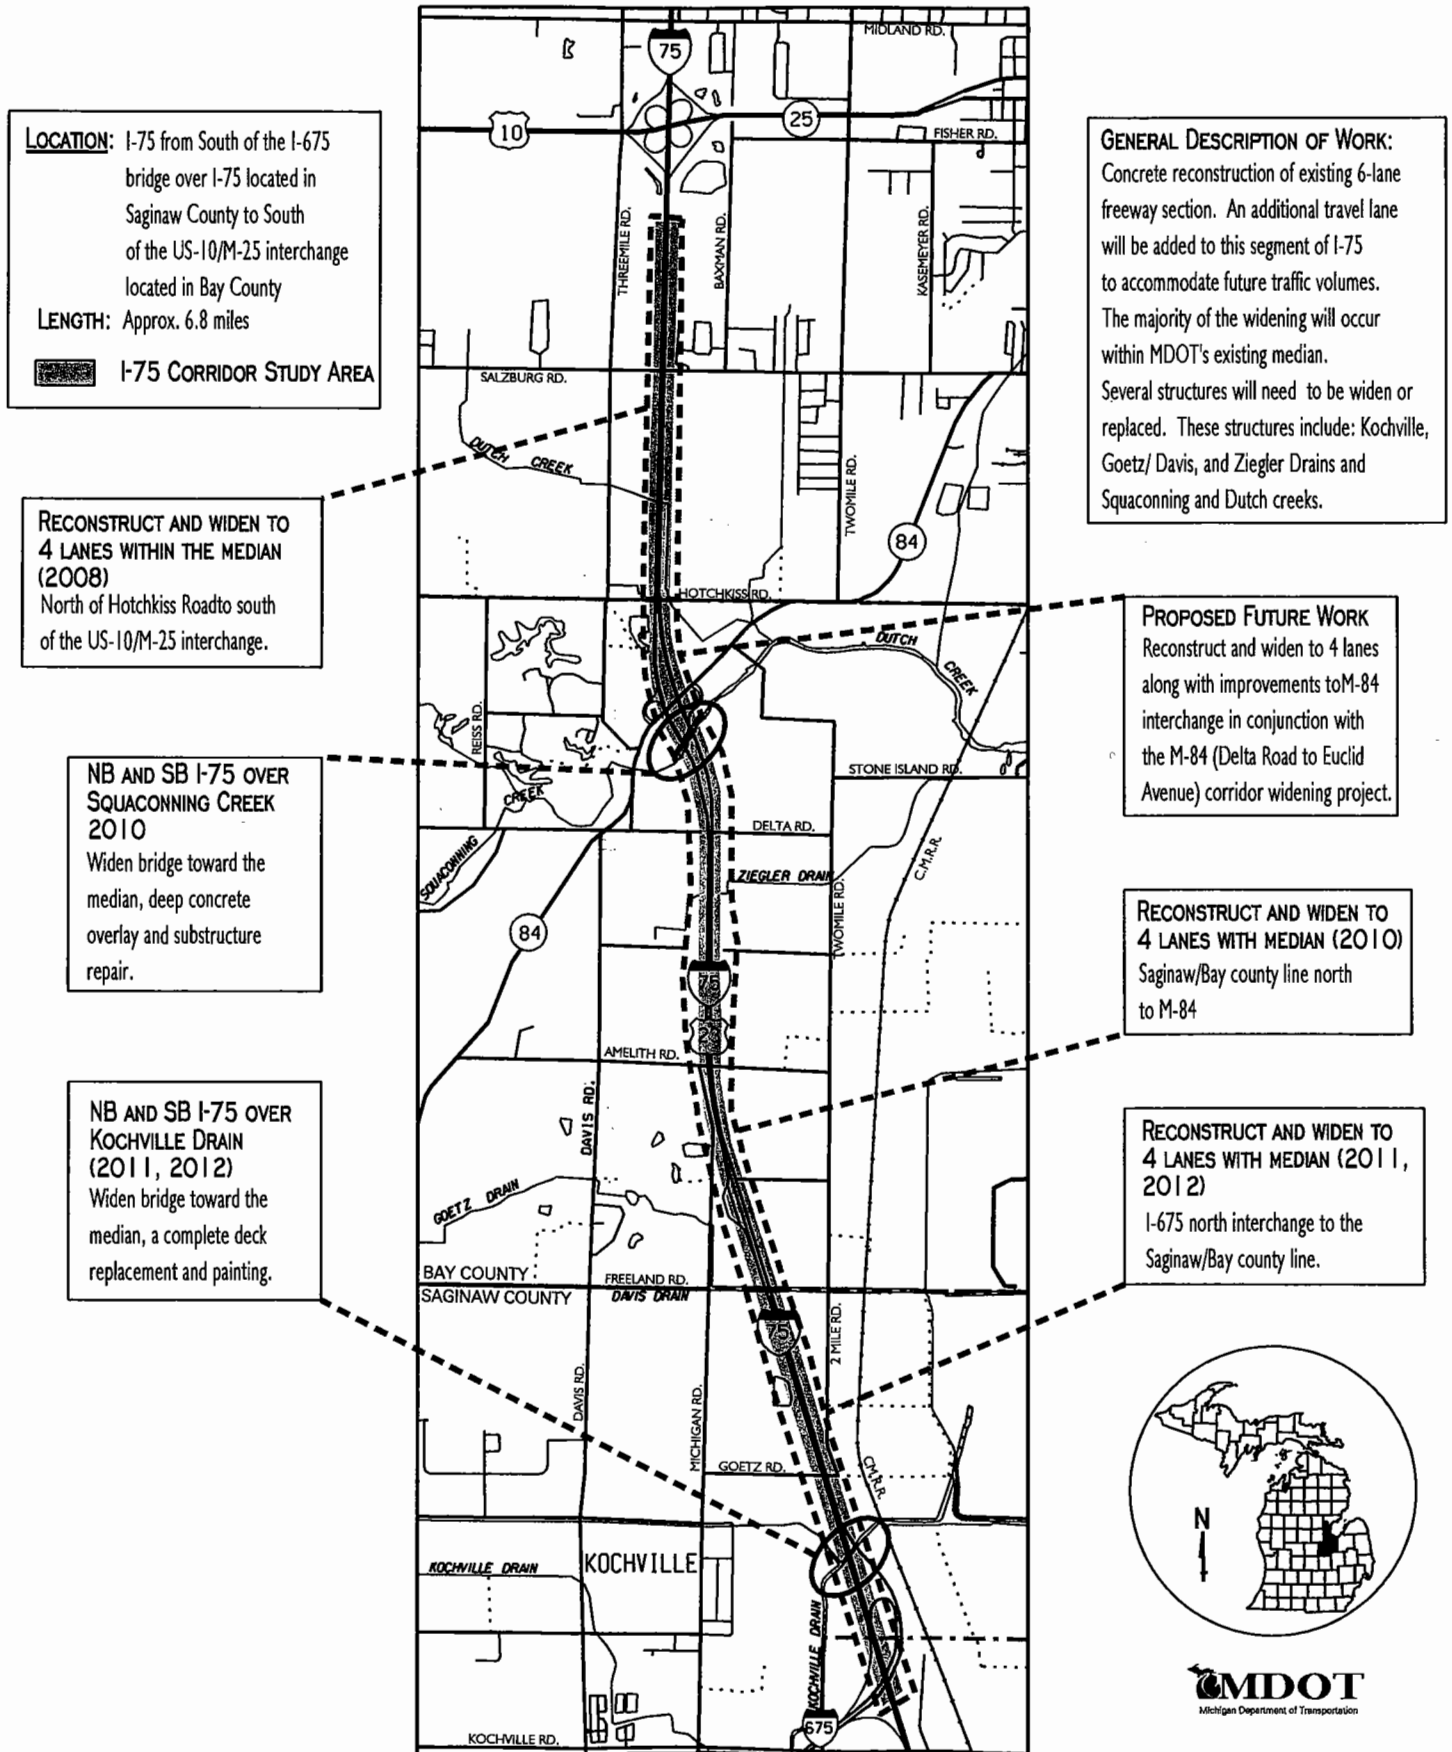 LOCATION: I-75 from South of the I-675
bridge over I-75 located in
Saginaw County to South
of the US-10/M-25 interchange
located in Bay County
LENGTH: Approx. 6.8 miles
I-75 CORRIDOR STUDY AREA
RECONSTRUCT AND WIDEN TO
4 LANES WITHIN THE MEDIAN
(2008)
North of Hotchkiss Roadto south
of the US-10/M-25 interchange.
NB AND SB I-75 OVER
SQUACONNING CREEK
2010
Widen bridge toward the
median, deep concrete
overlay and substructure
repair.
NB AND SB I-75 OVER
KOCHVILLE DRAIN
(2011, 2012)
Widen bridge toward the
median, a complete deck
replacement and painting.
MIDLAND RD.
75
10
25
FISHER RD.
THREEMILE RD.
BAXMAN RD.
KASEMEYER RD.
SALZBURG RD.
DUTCH CREEK
TWOMILE RD.
84
HOTCHKISS RD.
DUTCH CREEK
REISS RD.
STONE ISLAND RD.
CREEK
SQUACONNING
DELTA RD.
ZIEGLER DRAIN
C.M.R.R.
TWOMILE RD.
84
75
23
AMELITH RD.
DAVIS RD.
GOETZ DRAIN
BAY COUNTY
FREELAND RD.
SAGINAW COUNTY
DAVIS DRAIN
75
2 MILE RD.
DAVIS RD.
MICHIGAN RD.
GOETZ RD.
C.M.R.R.
KOCHVILLE DRAIN
KOCHVILLE
KOCHVILLE DRAIN
675
KOCHVILLE RD.
GENERAL DESCRIPTION OF WORK:
Concrete reconstruction of existing 6-lane
freeway section. An additional travel lane
will be added to this segment of I-75
to accommodate future traffic volumes.
The majority of the widening will occur
within MDOT's existing median.
Several structures will need to be widen or
replaced. These structures include: Kochville,
Goetz/ Davis, and Ziegler Drains and
Squaconning and Dutch creeks.
PROPOSED FUTURE WORK
Reconstruct and widen to 4 lanes
along with improvements toM-84
interchange in conjunction with
the M-84 (Delta Road to Euclid
Avenue) corridor widening project.
RECONSTRUCT AND WIDEN TO
4 LANES WITH MEDIAN (2010)
Saginaw/Bay county line north
to M-84
RECONSTRUCT AND WIDEN TO
4 LANES WITH MEDIAN (2011,
2012)
I-675 north interchange to the
Saginaw/Bay county line.
N
MDOT
Michigan Department of Transportation